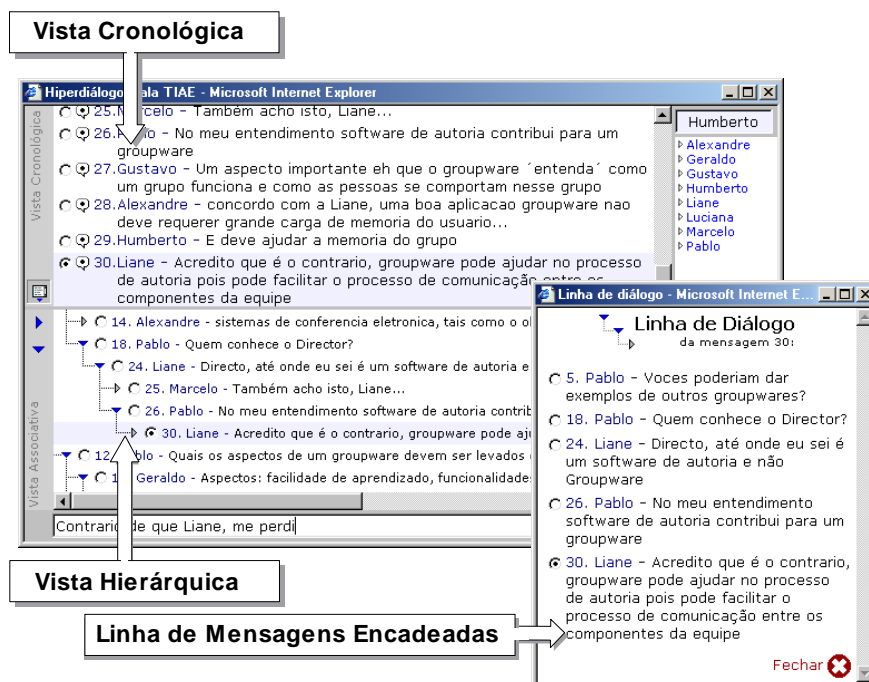 Vista Cronológica
Hiperdiálogo ala TIAE - Microsoft Internet Explorer
Vista Cronológica
25. celo - Também acho isto, Liane...
26. lo - No meu entendimento software de autoria contribui para um
groupware
27.Gustavo - Um aspecto importante eh que o groupware ´entenda´ como
um grupo funciona e como as pessoas se comportam nesse grupo
28.Alexandre - concordo com a Liane, uma boa aplicacao groupware nao
deve requerer grande carga de memoria do usuario...
29.Humberto - E deve ajudar a memoria do grupo
30.Liane - Acredito que é o contrario, groupware pode ajudar no processo
de autoria pois pode facilitar o processo de comunicação entre os
componentes da equipe
Humberto
Alexandre
Geraldo
Gustavo
Humberto
Liane
Luciana
Marcelo
Pablo
Vista Associativa
14. Alexandre - sistemas de conferencia eletronica, tais como o
18. Pablo - Quem conhece o Director?
24. Liane - Directo, até onde eu sei é um software de autoria e
25. Marcelo - Também acho isto, Liane...
26. Pablo - No meu entendimento software de autoria
30. Liane - Acredito que é o contrario, groupware pode
12. blo - Quais os aspectos de um groupware devem ser levados
Geraldo - Aspectos: facilidade de aprendizado,
Contrario de que Liane, me perdi
Linha de diálogo - Microsoft Internet E...
Linha de Diálogo
da mensagem 30:
5. Pablo - Voces poderiam dar
exemplos de outros groupwares?
18. Pablo - Quem conhece o Director?
24. Liane - Directo, até onde eu sei é
um software de autoria e não
Groupware
26. Pablo - No meu entendimento
software de autoria contribui para um
groupware
30. Liane - Acredito que é o contrario,
groupware pode ajudar no processo
de autoria pois pode facilitar o
processo de comunicação entre os
componentes da equipe
Fechar
Vista Hierárquica
Linha de Mensagens Encadeadas